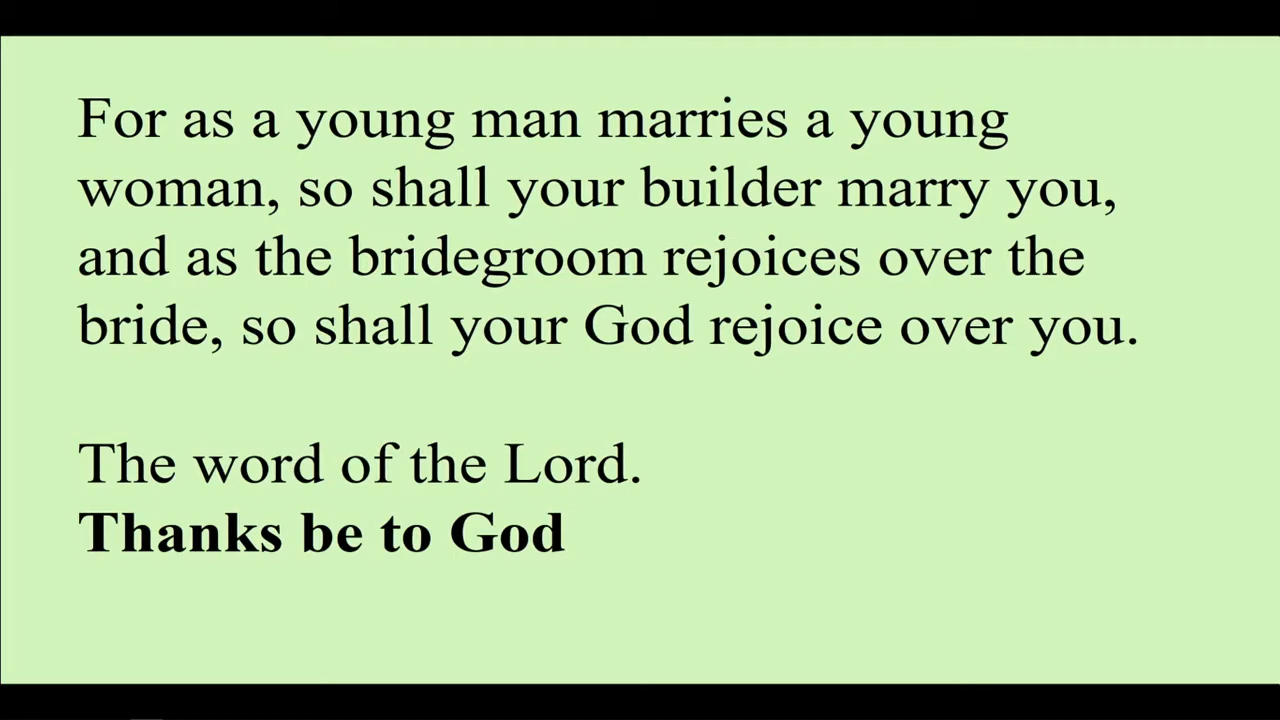 For as a young man marries a young
woman, so shall your builder marry you,
and as the bridegroom rejoices over the
bride, so shall your God rejoice over you.
The word of the Lord.
Thanks be to God